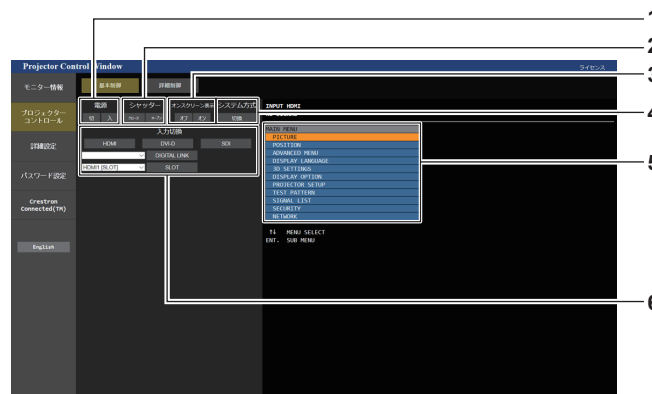 1
2
3
4
5
6
Projector Control Window
ライセンス
モニター情報
基本制御
詳細制御
プロジェクター
コントロール
電源
シャッター
オンスクリーン表示
システム方式
切
入
クローズ
オープン
オフ
オン
切換
INPUT HDMI
入力切換
HDMI
DVI-D
SDI
DIGITAL LINK
HDMI1 [SLOT]
SLOT
MAIN MENU
PICTURE
POSITION
ADVANCED MENU
DISPLAY LANGUAGE
3D SETTINGS
DISPLAY OPTION
PROJECTOR SETUP
TEST PATTERN
SIGNAL LIST
SECURITY
NETWORK
↑↓ MENU SELECT
ENT. SUB MENU
詳細設定
パスワード設定
Crestron
Connected(TM)
English